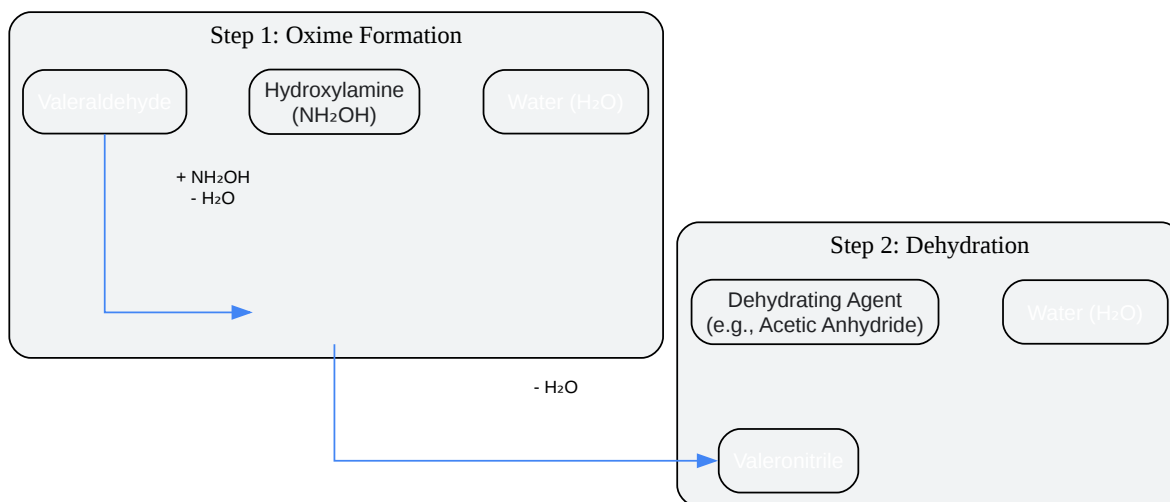 Step 1: Oxime Formation
Valeraldehyde
Hydroxylamine
(NH₂OH)
Water (H₂O)
+ NH₂OH
- H₂O
Step 2: Dehydration
Dehydrating Agent
(e.g., Acetic Anhydride)
Water (H₂O)
- H₂O
Valeronitrile